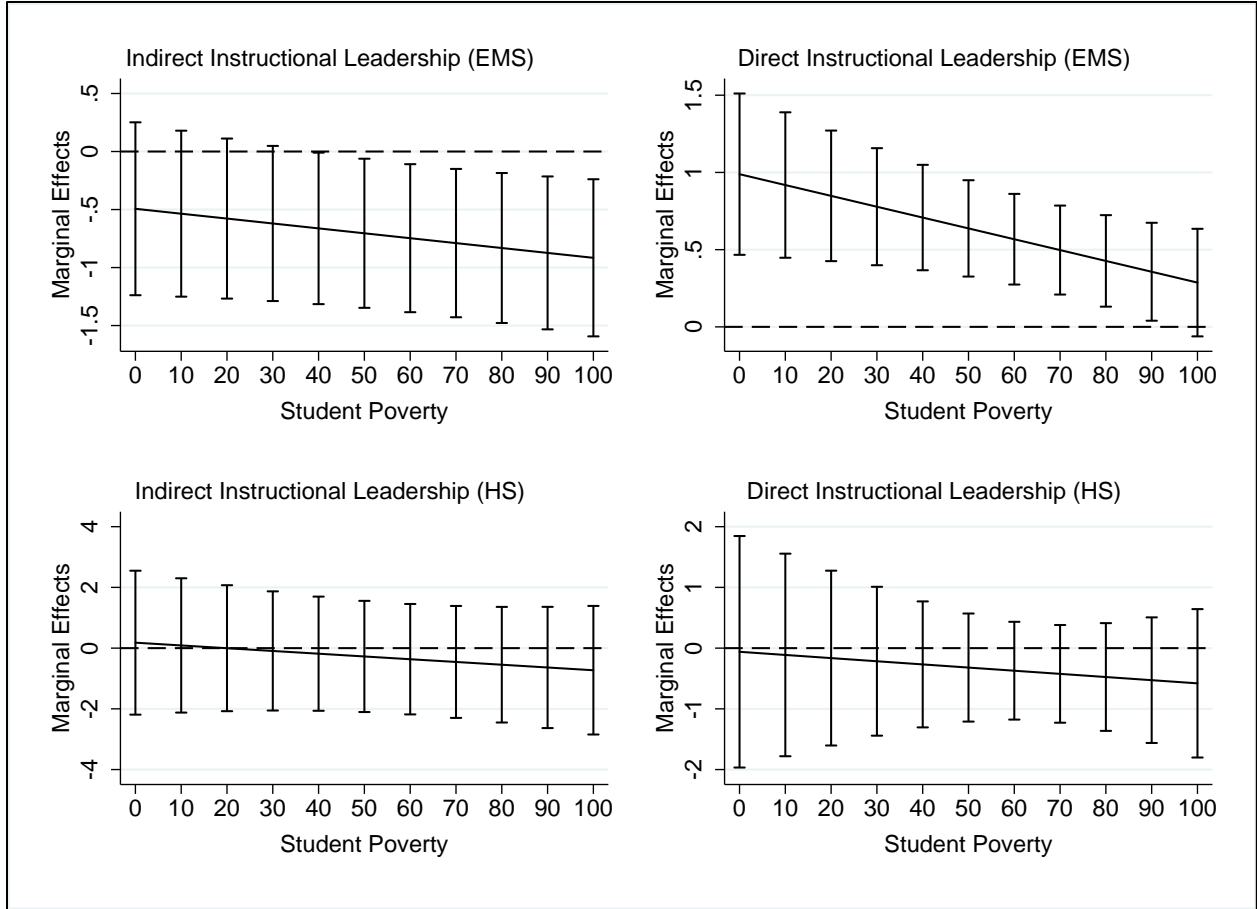 Indirect Instructional Leadership (EMS)
Marginal Effects
.5
0
-.5
-1
-1.5
0 10 20 30 40 50 60 70 80 90 100
Student Poverty
Direct Instructional Leadership (EMS)
Marginal Effects
1.5
1
.5
0
0 10 20 30 40 50 60 70 80 90 100
Student Poverty
Indirect Instructional Leadership (HS)
Marginal Effects
4
2
0
-2
-4
0 10 20 30 40 50 60 70 80 90 100
Student Poverty
Direct Instructional Leadership (HS)
Marginal Effects
2
1
0
-1
-2
0 10 20 30 40 50 60 70 80 90 100
Student Poverty